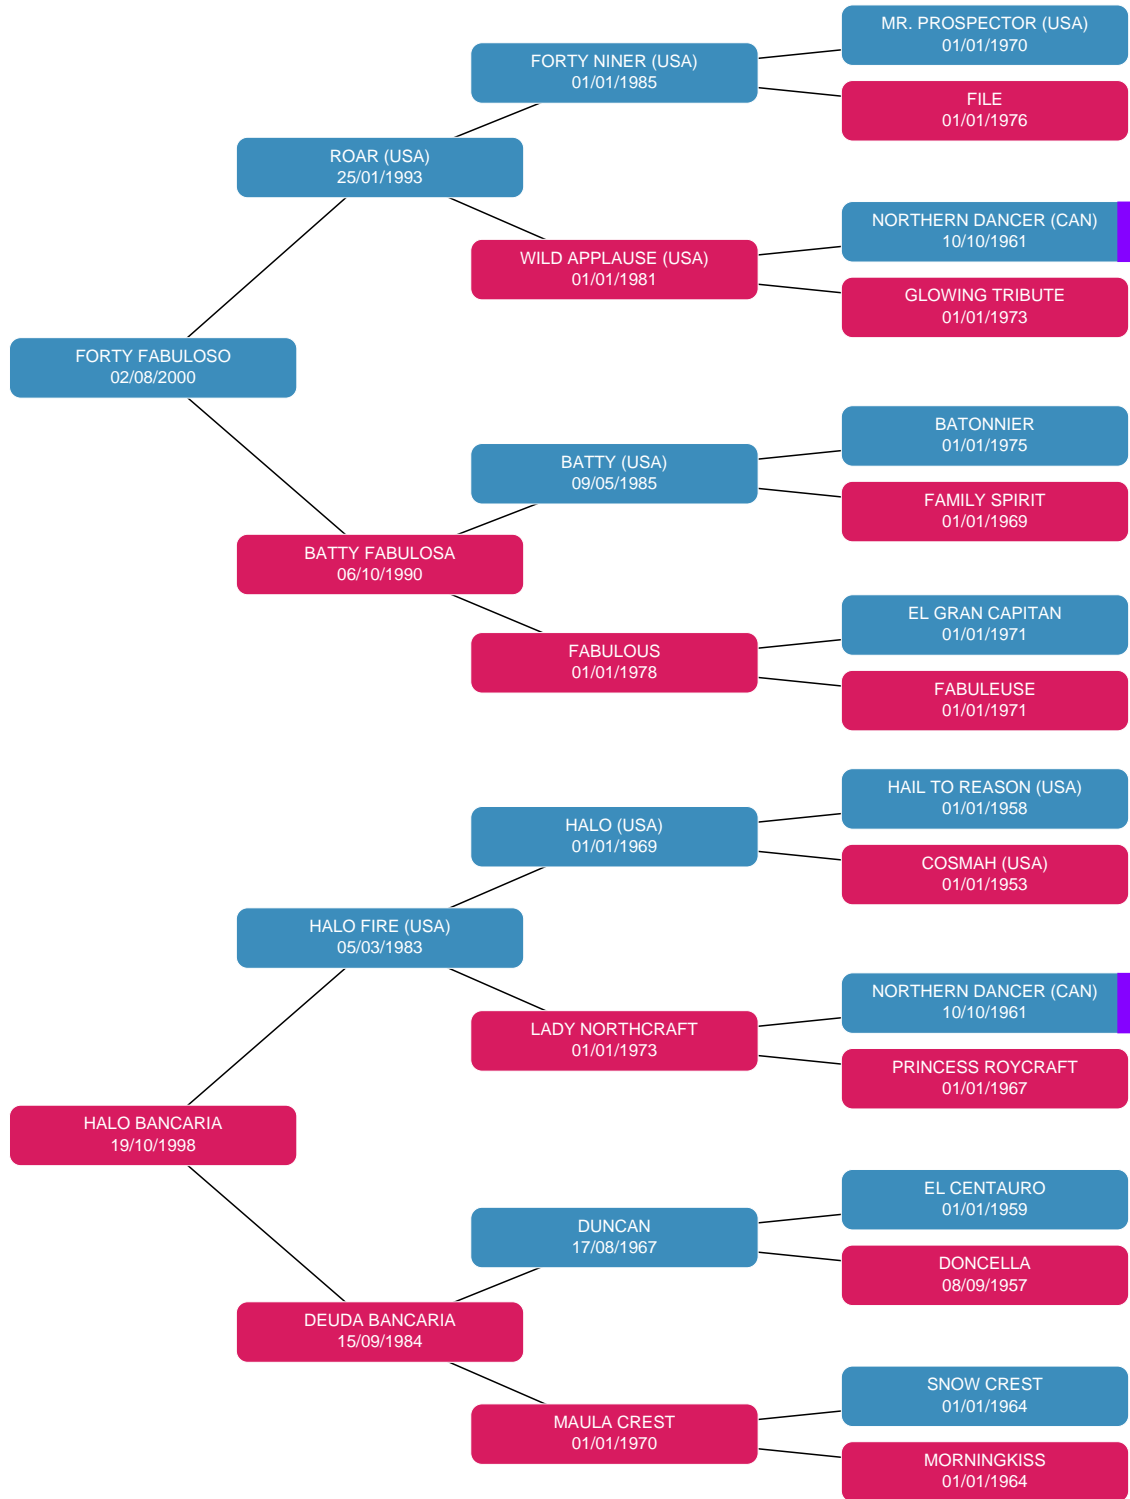 MR. PROSPECTOR (USA)
01/01/1970
FORTY NINER (USA)
01/01/1985
FILE
01/01/1976
ROAR (USA)
25/01/1993
NORTHERN DANCER (CAN)
10/10/1961
WILD APPLAUSE (USA)
01/01/1981
GLOWING TRIBUTE
01/01/1973
FORTY FABULOSO
02/08/2000
BATONNIER
01/01/1975
BATTY (USA)
09/05/1985
FAMILY SPIRIT
01/01/1969
BATTY FABULOSA
06/10/1990
EL GRAN CAPITAN
01/01/1971
FABULOUS
01/01/1978
FABULEUSE
01/01/1971
HAIL TO REASON (USA)
01/01/1958
HALO (USA)
01/01/1969
COSMAH (USA)
01/01/1953
HALO FIRE (USA)
05/03/1983
NORTHERN DANCER (CAN)
10/10/1961
LADY NORTHCRAFT
01/01/1973
PRINCESS ROYCRAFT
01/01/1967
HALO BANCARIA
19/10/1998
EL CENTAURO
01/01/1959
DUNCAN
17/08/1967
DONCELLA
08/09/1957
DEUDA BANCARIA
15/09/1984
SNOW CREST
01/01/1964
MAULA CREST
01/01/1970
MORNINGKISS
01/01/1964